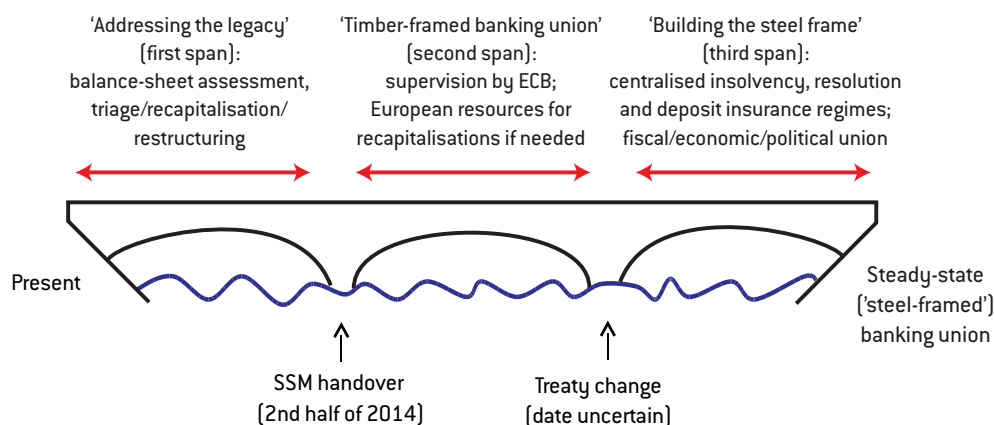 'Addressing the legacy'
(first span):
balance-sheet assessment,
triage/recapitalisation/
restructuring
'Timber-framed banking union'
(second span):
supervision by ECB;
European resources for
recapitalisations if needed
'Building the steel frame'
(third span):
centralised insolvency, resolution
and deposit insurance regimes;
fiscal/economic/political union
Present
Steady-state
('steel-framed')
banking union
SSM handover
(2nd half of 2014)
Treaty change
(date uncertain)